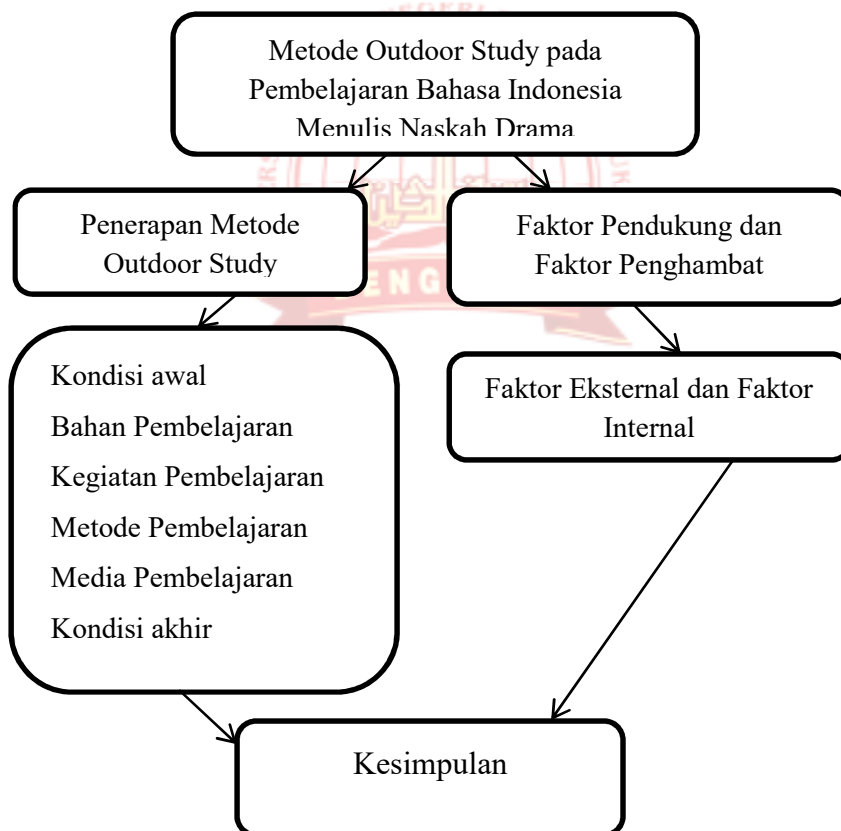 Metode Outdoor Study pada
Pembelajaran Bahasa Indonesia
Menulis Naskah Drama
Penerapan Metode
Outdoor Study
Faktor Pendukung dan
Faktor Penghambat
Kondisi awal
Bahan Pembelajaran
Kegiatan Pembelajaran
Metode Pembelajaran
Media Pembelajaran
Kondisi akhir
Faktor Eksternal dan Faktor
Internal
Kesimpulan